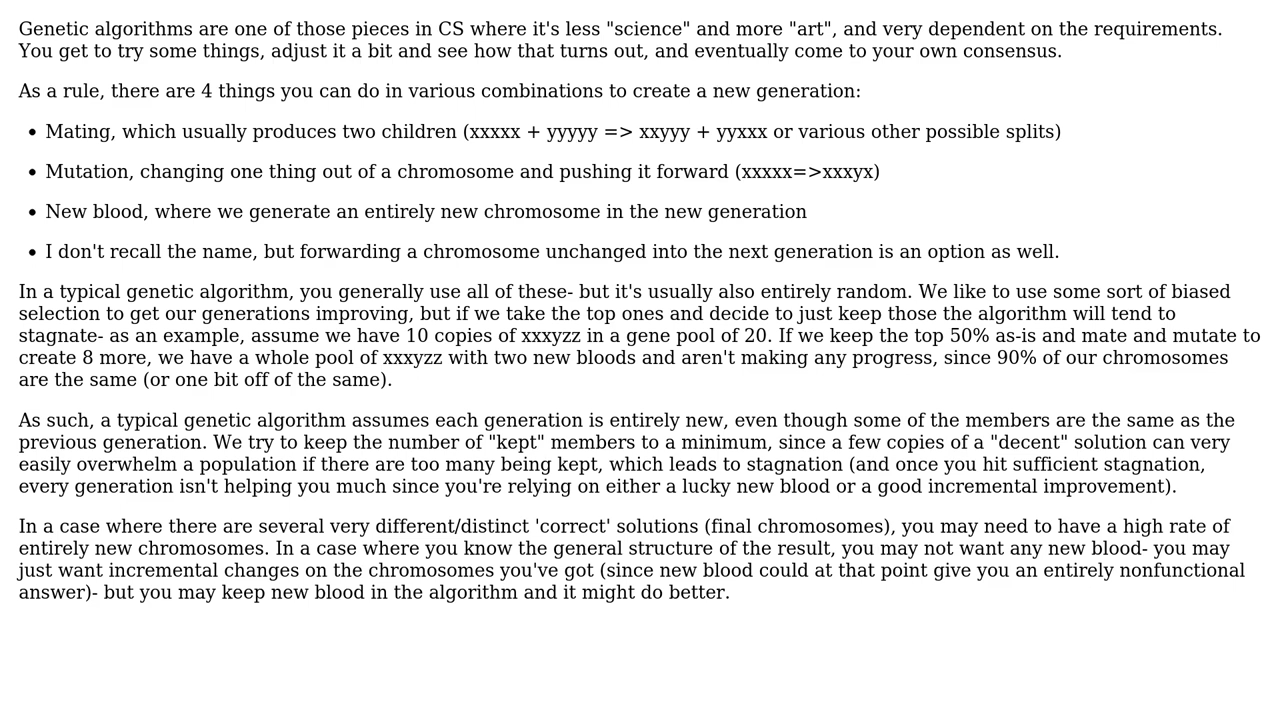 Genetic algorithms are one of those pieces in CS where it's less "science" and more "art", and very dependent on the requirements.
You get to try some things, adjust it a bit and see how that turns out, and eventually come to your own consensus.
As a rule, there are 4 things you can do in various combinations to create a new generation:
• Mating, which usually produces two children (xxxxx + yyyyy => xxyyy + yyxxx or various other possible splits)
• Mutation, changing one thing out of a chromosome and pushing it forward (xxxxx=>xxxyx)
• New blood, where we generate an entirely new chromosome in the new generation
• I don't recall the name, but forwarding a chromosome unchanged into the next generation is an option as well.
In a typical genetic algorithm, you generally use all of these- but it's usually also entirely random. We like to use some sort of biased
selection to get our generations improving, but if we take the top ones and decide to just keep those the algorithm will tend to
stagnate- as an example, assume we have 10 copies of xxxyzz in a gene pool of 20. If we keep the top 50% as-is and mate and mutate to
create 8 more, we have a whole pool of xxxyzz with two new bloods and aren't making any progress, since 90% of our chromosomes
are the same (or one bit off of the same).
As such, a typical genetic algorithm assumes each generation is entirely new, even though some of the members are the same as the
previous generation. We try to keep the number of "kept" members to a minimum, since a few copies of a "decent" solution can very
easily overwhelm a population if there are too many being kept, which leads to stagnation (and once you hit sufficient stagnation,
every generation isn't helping you much since you're relying on either a lucky new blood or a good incremental improvement).
In a case where there are several very different/distinct 'correct' solutions (final chromosomes), you may need to have a high rate of
entirely new chromosomes. In a case where you know the general structure of the result, you may not want any new blood- you may
just want incremental changes on the chromosomes you've got (since new blood could at that point give you an entirely nonfunctional
answer)- but you may keep new blood in the algorithm and it might do better.